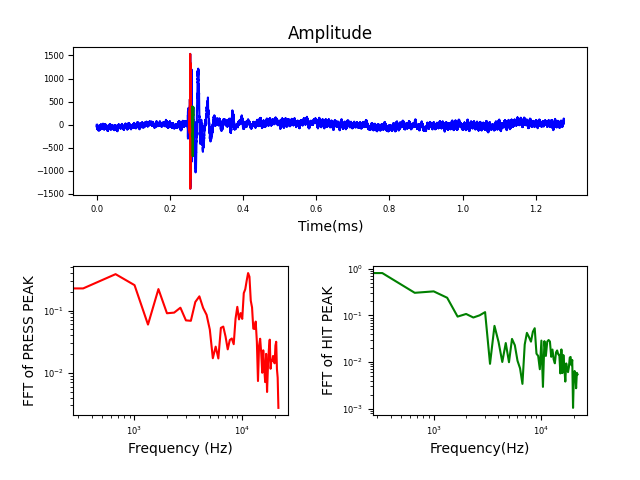 Amplitude
1500
1000
500
0
−500
−1000
−1500
0.0 0.2 0.4 0.6 0.8 1.0 1.2
Time(ms)
FFT of PRESS PEAK
10⁻¹
10⁻²
10³ 10⁴
Frequency (Hz)
FFT of HIT PEAK
10⁰
10⁻¹
10⁻²
10⁻³
10³ 10⁴
Frequency(Hz)